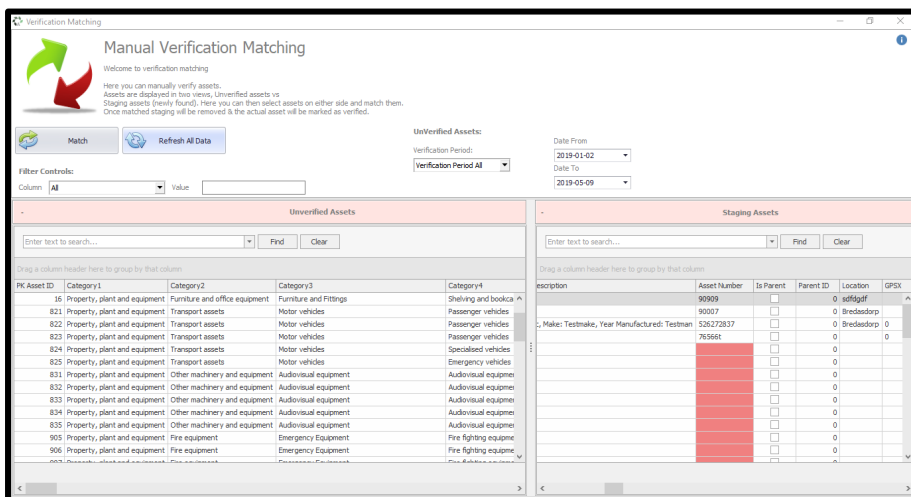 Verification Matching
Manual Verification Matching
Welcome to verification matching
Here you can manually verify assets.
Assets are displayed in two views, Unverified assets vs
Staging assets (newly found). Here you can then select assets on either side and match them.
Once matched staging will be removed & the actual asset will be marked as verified.
Match
Refresh All Data
UnVerified Assets:
Verification Period:
Verification Period All
Date From
2019-01-02
Date To
2019-05-09
Filter Controls:
Column All Value
- Unverified Assets
Enter text to search... Find Clear
Drag a column header here to group by that column
PK Asset ID Category1 Category2 Category3 Category4
16 Property, plant and equipment Furniture and office equipment Furniture and Fittings Shelving and bookca
821 Property, plant and equipment Transport assets Motor vehicles Passenger vehicles
822 Property, plant and equipment Transport assets Motor vehicles Passenger vehicles
823 Property, plant and equipment Transport assets Motor vehicles Passenger vehicles
824 Property, plant and equipment Transport assets Motor vehicles Specialised vehicles
825 Property, plant and equipment Transport assets Motor vehicles Emergency vehicles
831 Property, plant and equipment Other machinery and equipment Audiovisual equipment Audiovisual equipmer
832 Property, plant and equipment Other machinery and equipment Audiovisual equipment Audiovisual equipmer
833 Property, plant and equipment Other machinery and equipment Audiovisual equipment Audiovisual equipmer
834 Property, plant and equipment Other machinery and equipment Audiovisual equipment Audiovisual equipmer
835 Property, plant and equipment Other machinery and equipment Audiovisual equipment Audiovisual equipmer
905 Property, plant and equipment Fire equipment Emergency Equipment Fire fighting equipme
906 Property, plant and equipment Fire equipment Emergency Equipment Fire fighting equipme
- Staging Assets
Enter text to search... Find Clear
Drag a column header here to group by that column
escription Asset Number Is Parent Parent ID Location GPSX
90909 0 sdfdgdf
90007 0 Bredasdorp
c, Make: Testmake, Year Manufactured: Testman 526272837 0 Bredasdorp 0
76566t 0 0
0
0
0
0
0
0
0
0
0